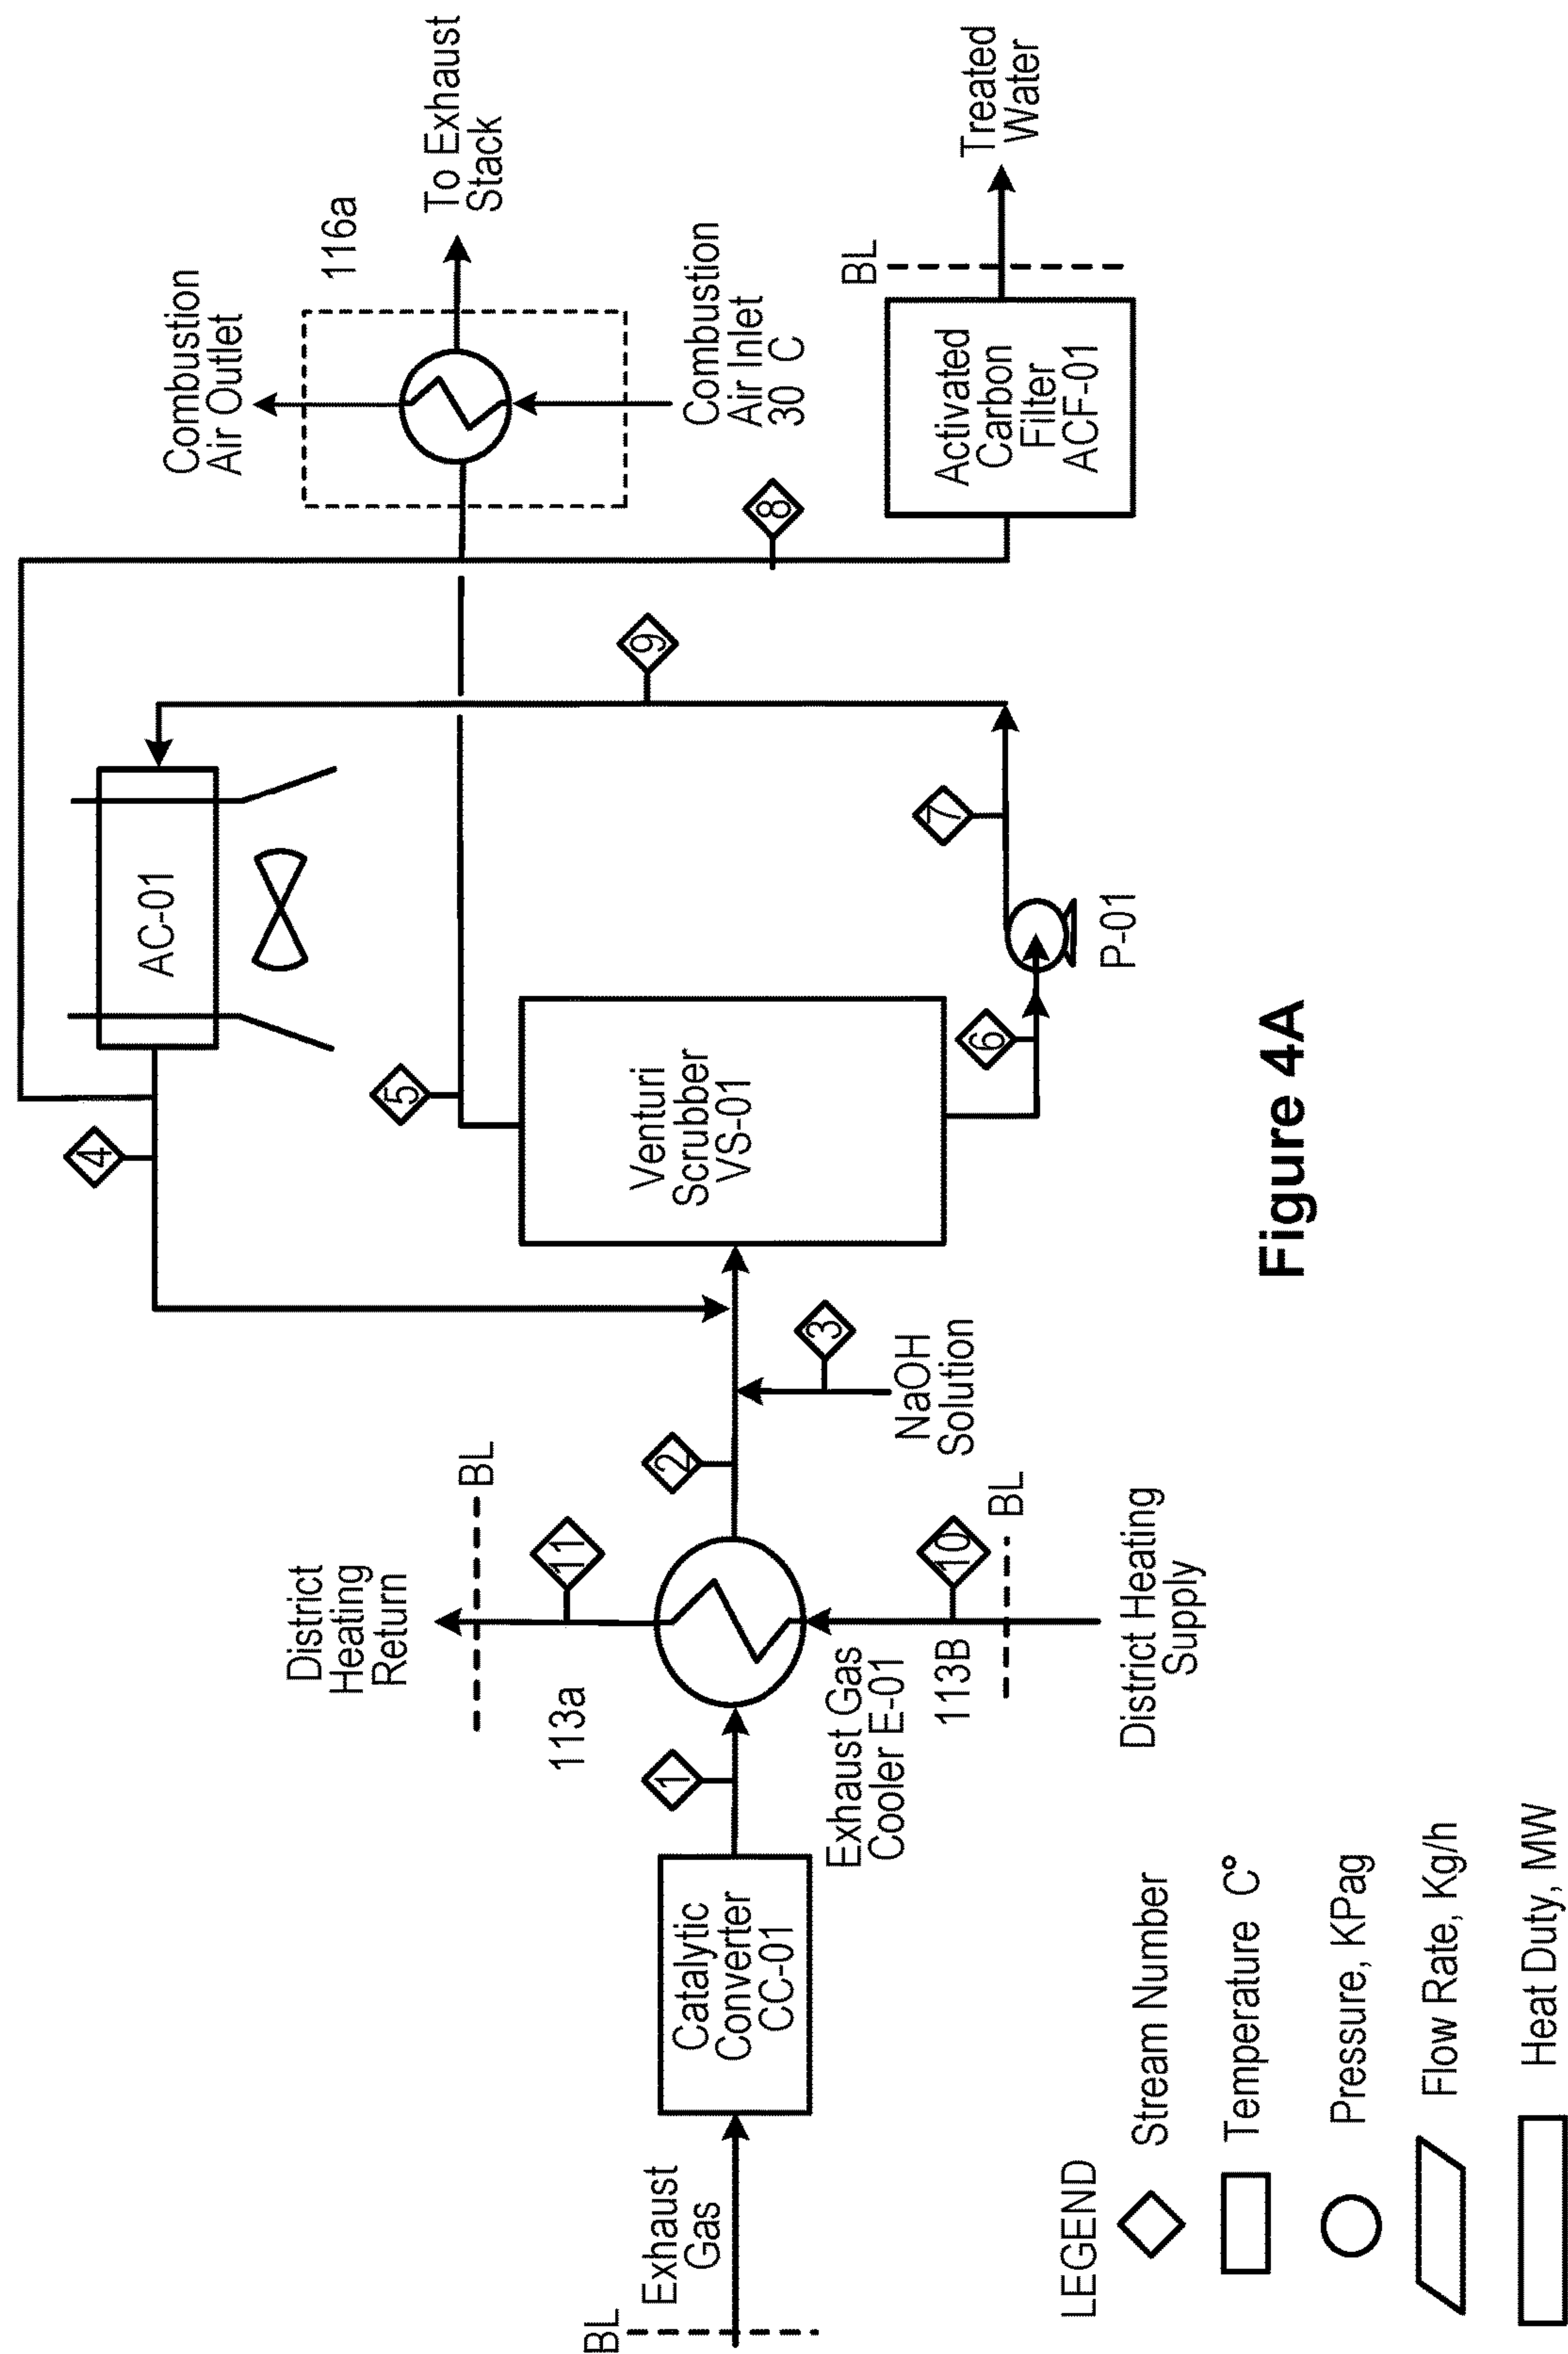 Combustion
Air Outlet
116a
To Exhaust
Stack
Combustion
Air Inlet
30 C
BL
Treated
Water
Activated
Carbon
Filter
ACF-01
8
9
AC-01
4
5
7
P-01
6
Venturi
Scrubber
VS-01
3
NaOH
Solution
2
District
Heating
Return
BL
11
113a
10
BL
113B
District Heating
Supply
Exhaust Gas
Cooler E-01
1
Catalytic
Converter
CC-01
Exhaust
Gas
BL
LEGEND
Stream Number
Temperature C°
Pressure, KPag
Flow Rate, Kg/h
Heat Duty, MW
Figure 4A